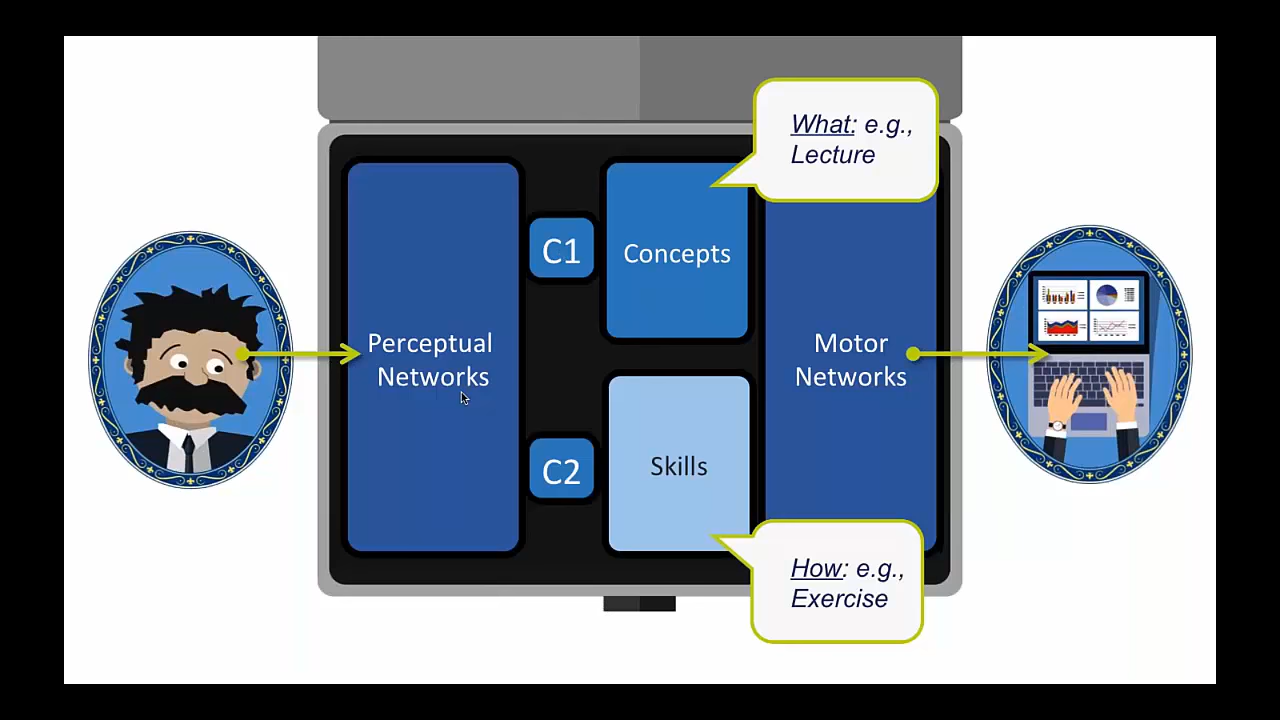 What: e.g.,
Lecture
C1
Concepts
Perceptual
Networks
Motor
Networks
C2
Skills
How: e.g.,
Exercise